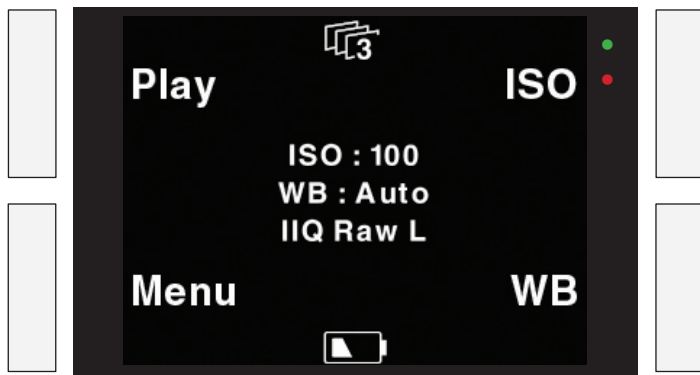 3
Play ISO
ISO : 100
WB : Auto
IIQ Raw L
Menu WB